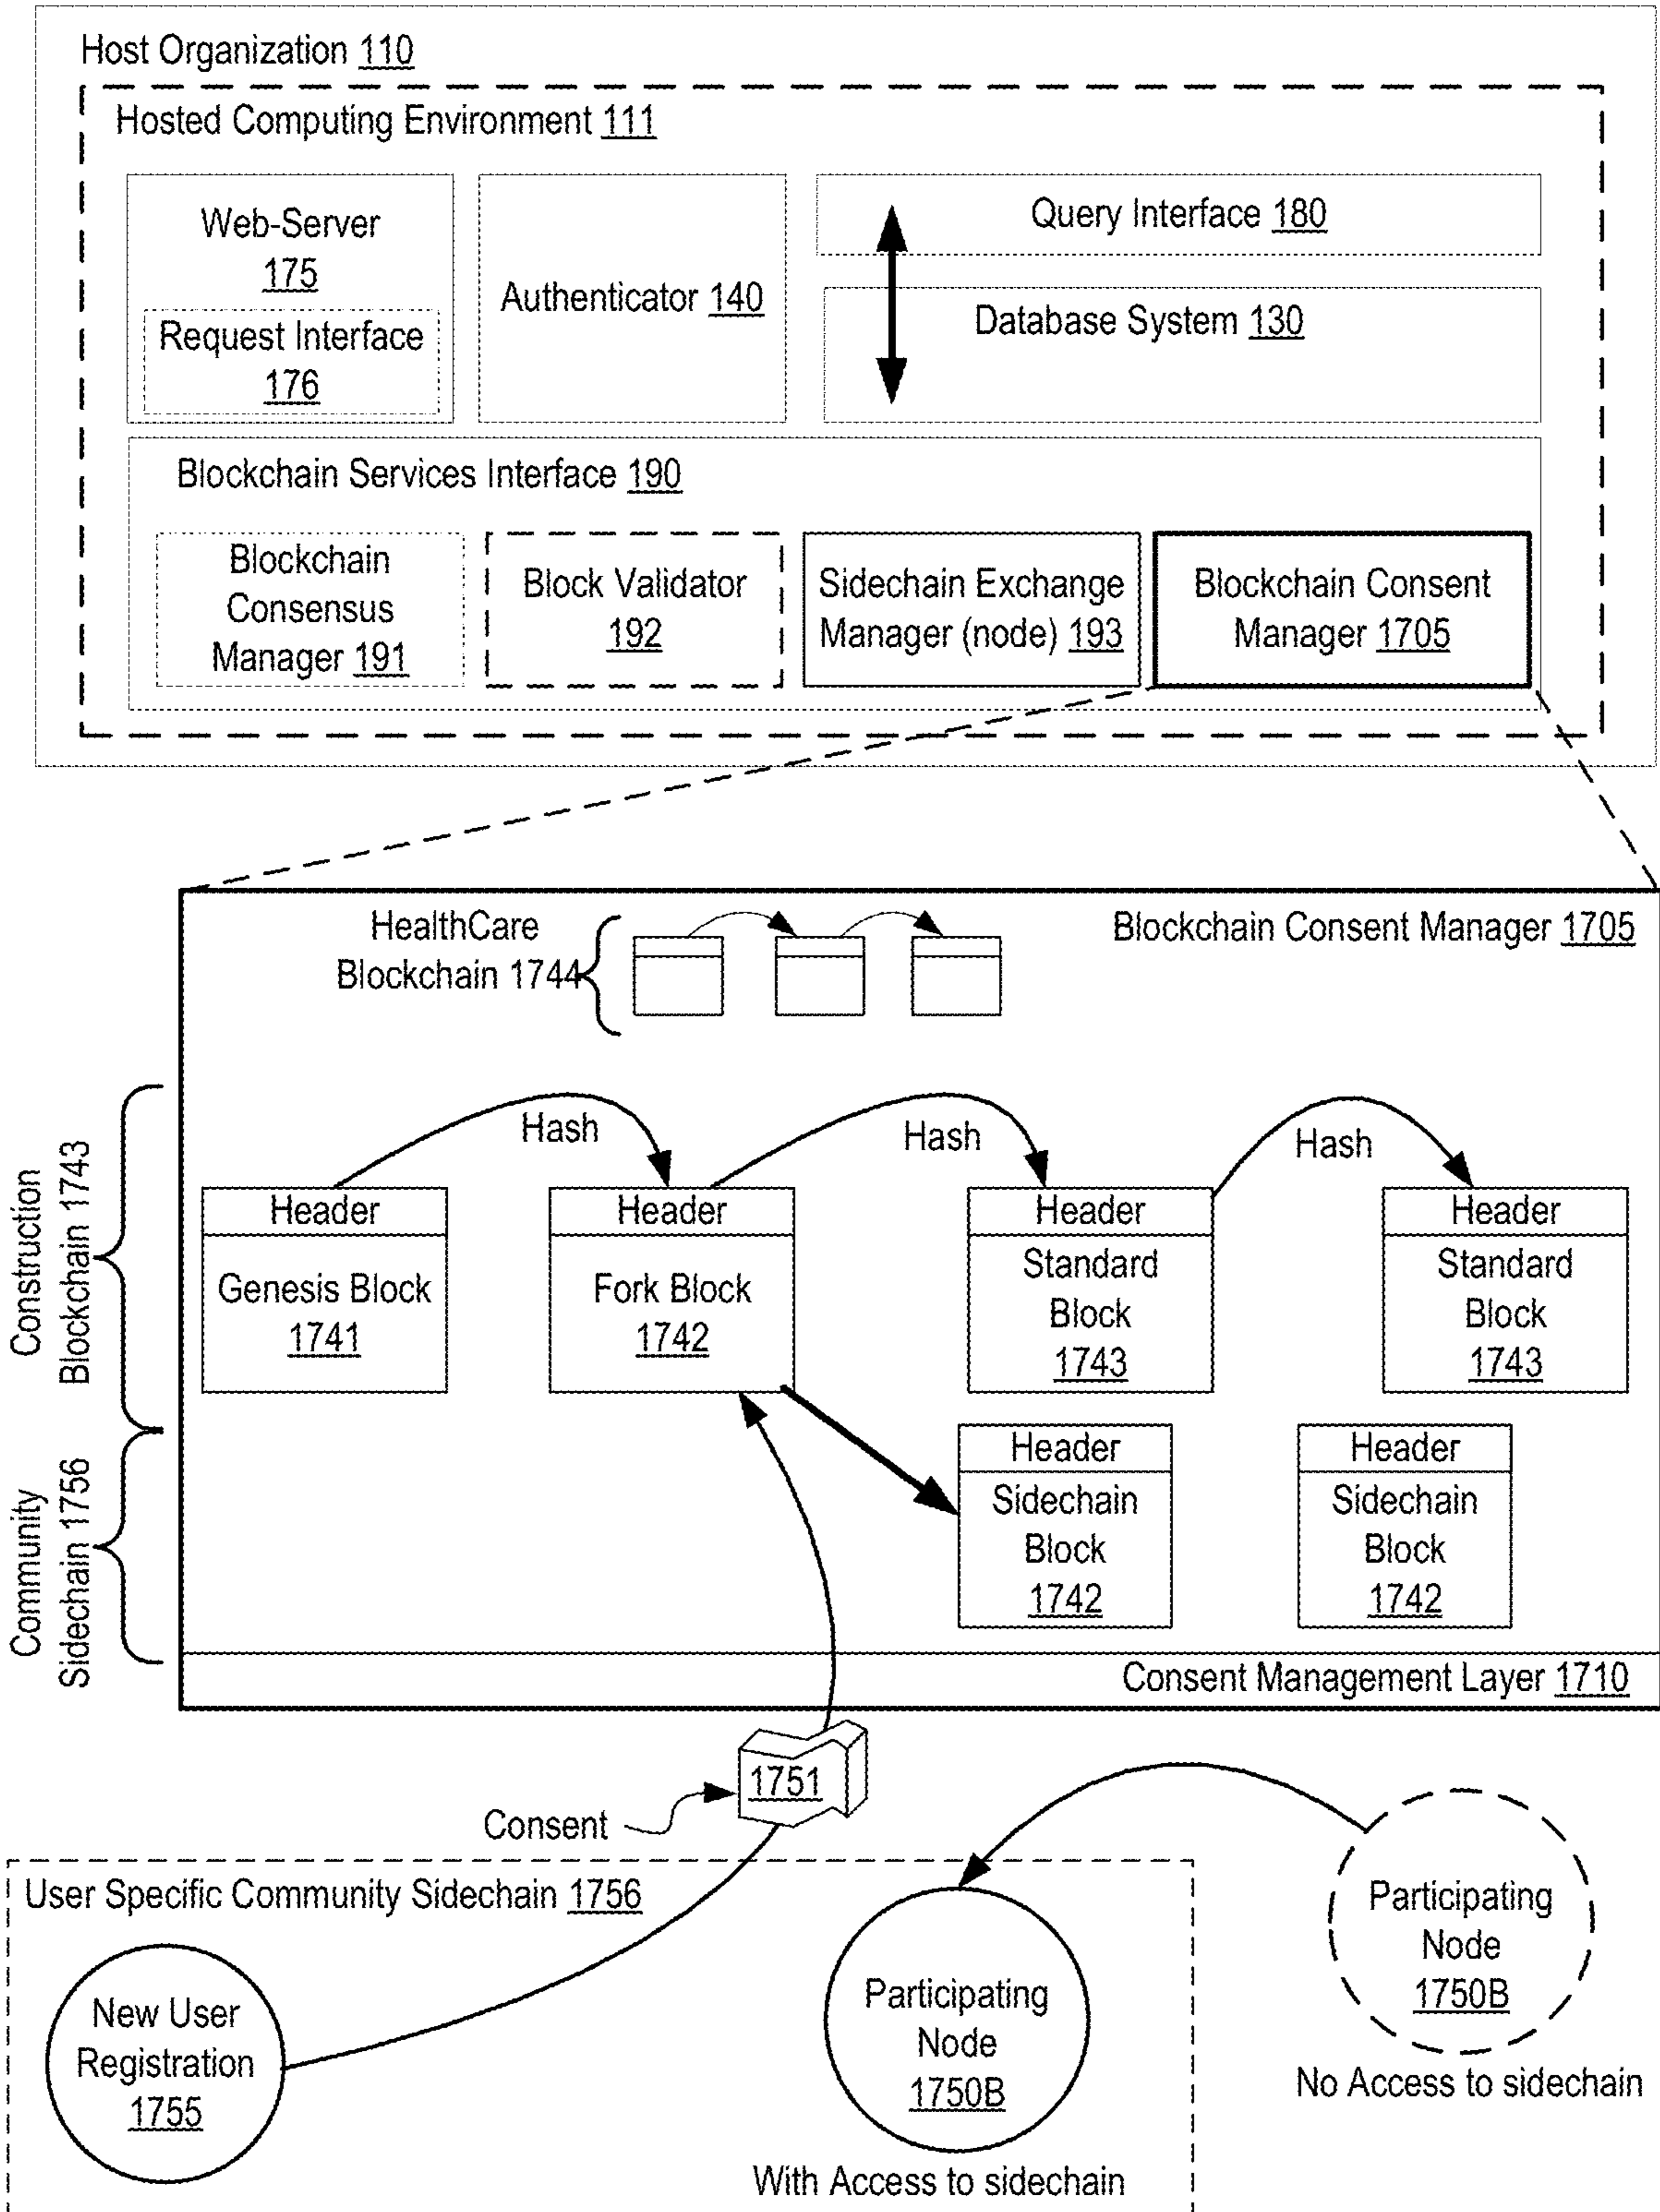 Host Organization 110
Hosted Computing Environment 111
Web-Server
175
Request Interface
176
Authenticator 140
Query Interface 180
Database System 130
Blockchain Services Interface 190
Blockchain
Consensus
Manager 191
Block Validator
192
Sidechain Exchange
Manager (node) 193
Blockchain Consent
Manager 1705
HealthCare
Blockchain 1744
Blockchain Consent Manager 1705
Construction
Blockchain 1743
Hash
Hash
Hash
Header
Genesis Block
1741
Header
Fork Block
1742
Header
Standard
Block
1743
Header
Standard
Block
1743
Community
Sidechain 1756
Header
Sidechain
Block
1742
Header
Sidechain
Block
1742
Consent Management Layer 1710
1751
Consent
User Specific Community Sidechain 1756
New User
Registration
1755
Participating
Node
1750B
With Access to sidechain
Participating
Node
1750B
No Access to sidechain